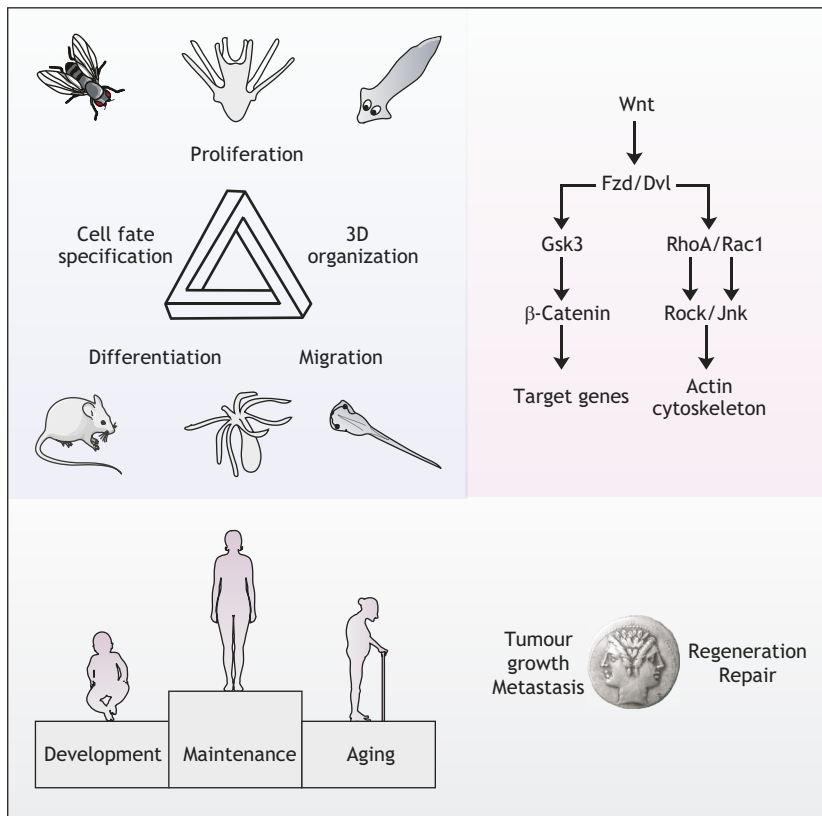 Proliferation
Cell fate
specification
3D
organization
Differentiation
Migration
Wnt
Fzd/Dvl
Gsk3
RhoA/Rac1
β-Catenin
Rock/Jnk
Target genes
Actin
cytoskeleton
Development
Maintenance
Aging
Tumour
growth
Metastasis
Regeneration
Repair